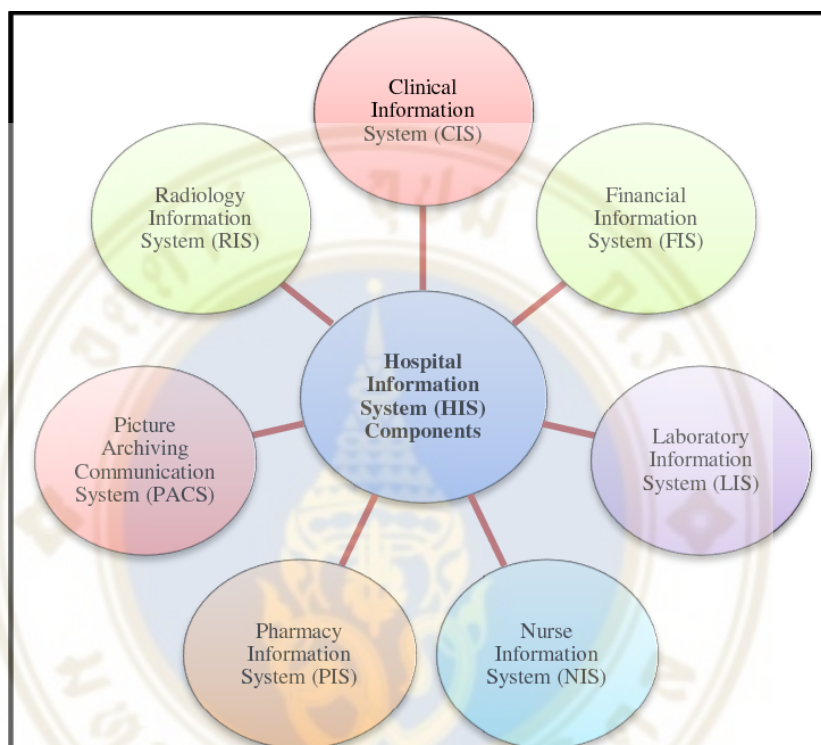 Clinical
Information
System (CIS)
Radiology
Information
System (RIS)
Financial
Information
System (FIS)
Hospital
Information
System (HIS)
Components
Picture
Archiving
Communication
System (PACS)
Laboratory
Information
System (LIS)
Pharmacy
Information
System (PIS)
Nurse
Information
System (NIS)